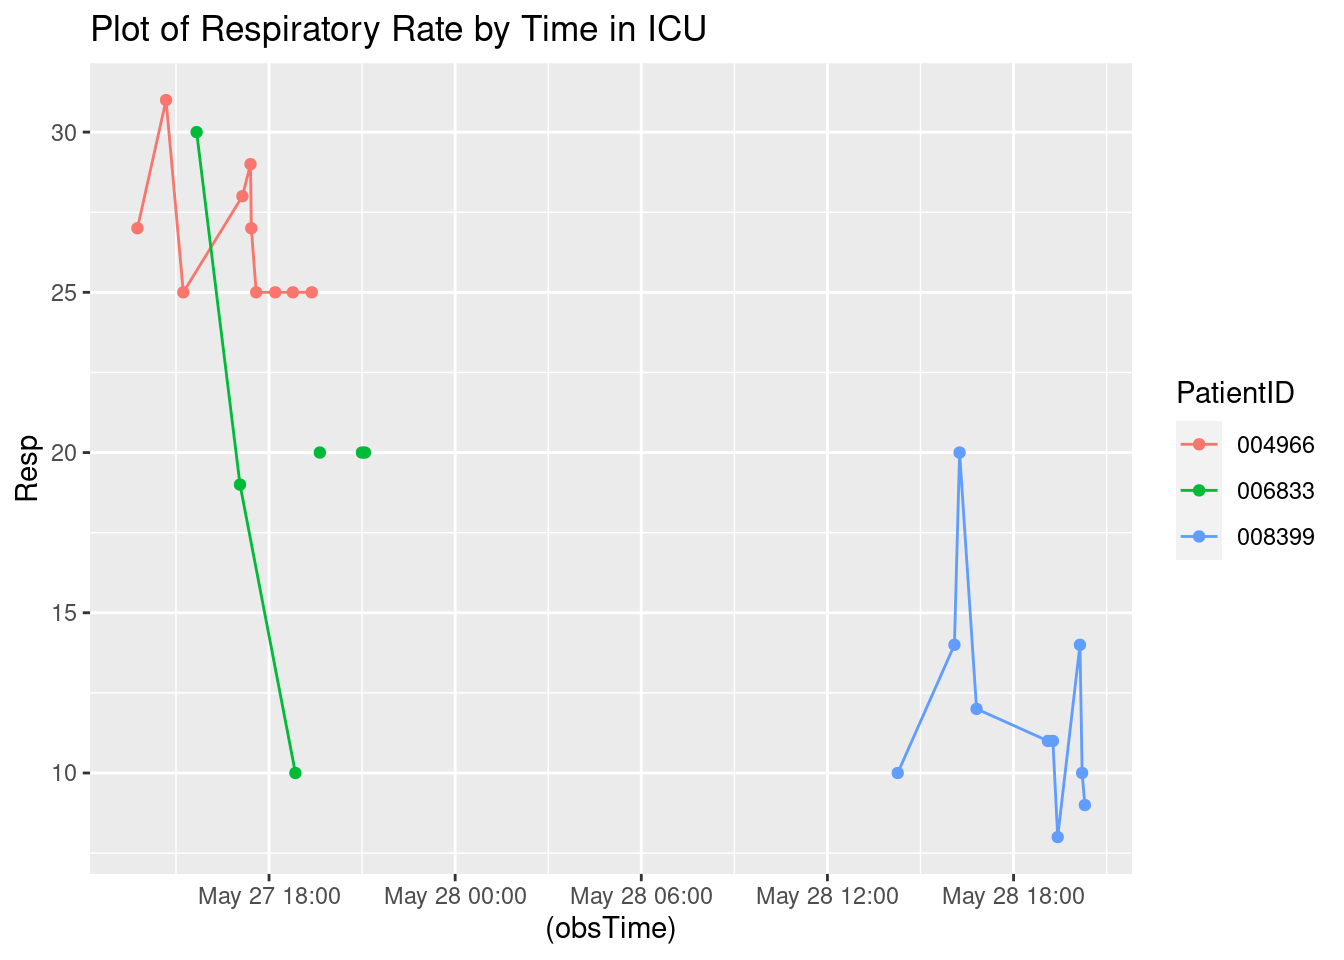 Plot of Respiratory Rate by Time in ICU
30
25
20
15
10
Resp
May 27 18:00 May 28 00:00 May 28 06:00 May 28 12:00 May 28 18:00
(obsTime)
PatientID
004966
006833
008399